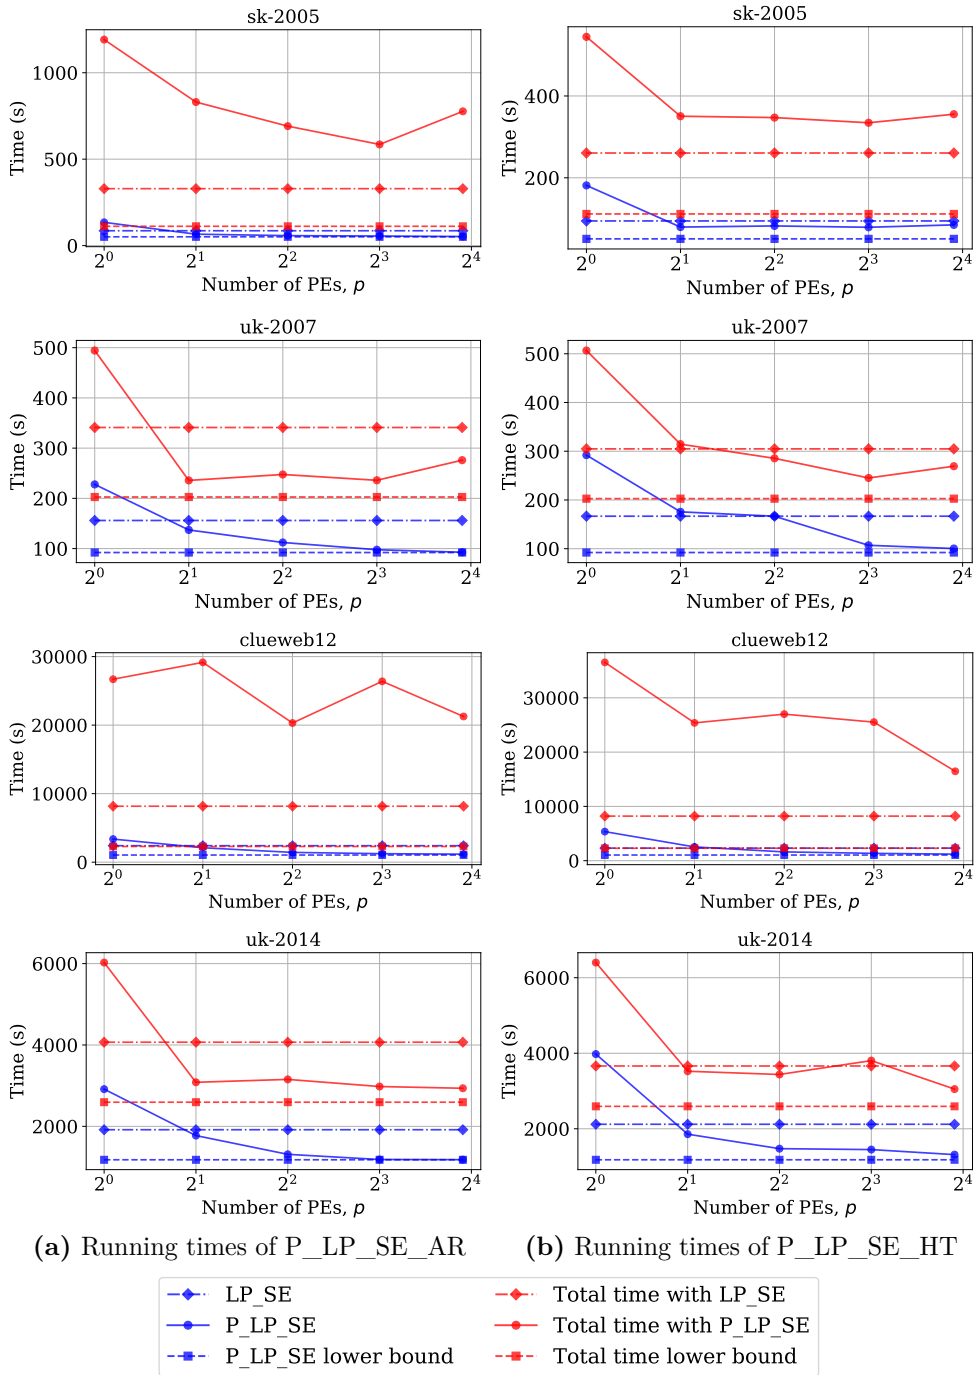 sk-2005
Time (s)
1000
500
0
2^0 2^1 2^2 2^3 2^4
Number of PEs, p
sk-2005
Time (s)
400
200
2^0 2^1 2^2 2^3 2^4
Number of PEs, p
uk-2007
Time (s)
500
400
300
200
100
2^0 2^1 2^2 2^3 2^4
Number of PEs, p
uk-2007
Time (s)
500
400
300
200
100
2^0 2^1 2^2 2^3 2^4
Number of PEs, p
clueweb12
Time (s)
30000
20000
10000
0
2^0 2^1 2^2 2^3 2^4
Number of PEs, p
clueweb12
Time (s)
30000
20000
10000
0
2^0 2^1 2^2 2^3 2^4
Number of PEs, p
uk-2014
Time (s)
6000
4000
2000
2^0 2^1 2^2 2^3 2^4
Number of PEs, p
uk-2014
Time (s)
6000
4000
2000
2^0 2^1 2^2 2^3 2^4
Number of PEs, p
(a) Running times of P_LP_SE_AR
(b) Running times of P_LP_SE_HT
LP_SE
P_LP_SE
P_LP_SE lower bound
Total time with LP_SE
Total time with P_LP_SE
Total time lower bound